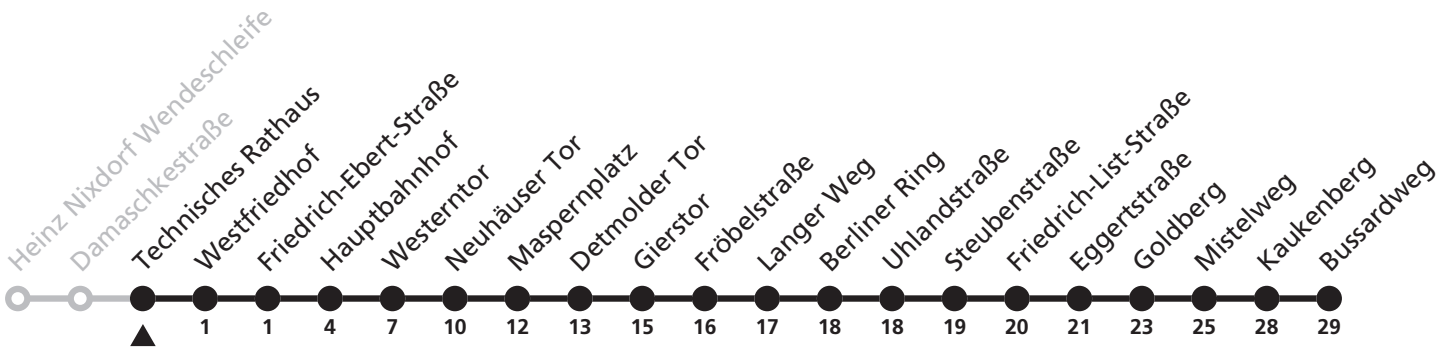 Heinz Nixdorf Wendeschleife
Damaschkestraße
Technisches Rathaus
Westfriedhof
Friedrich-Ebert-Straße
Hauptbahnhof
Westerntor
Neuhäuser Tor
Maspernplatz
Detmolder Tor
Gierstor
Fröbelstraße
Langer Weg
Berliner Ring
Uhlandstraße
Steubenstraße
Friedrich-List-Straße
Eggertstraße
Goldberg
Mistelweg
Kaukenberg
Bussardweg
1 1 4 7 10 12 13 15 16 17 18 18 19 20 21 23 25 28 29